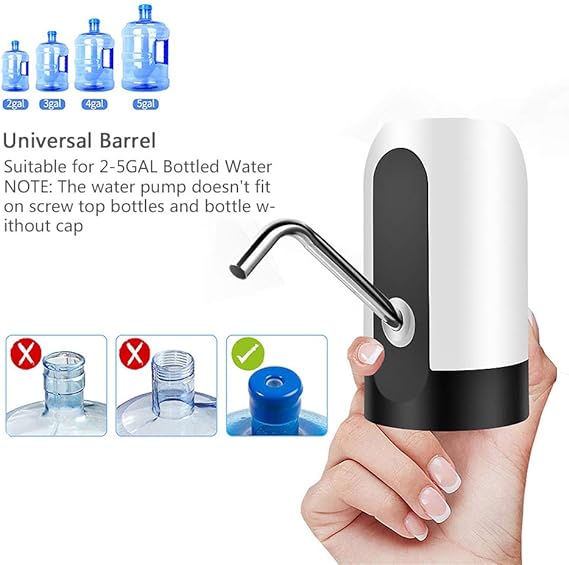 2gal 3gal 4gal 5gal
Universal Barrel
Suitable for 2-5GAL Bottled Water
NOTE: The water pump doesn't fit
on screw top bottles and bottle w-
ithout cap